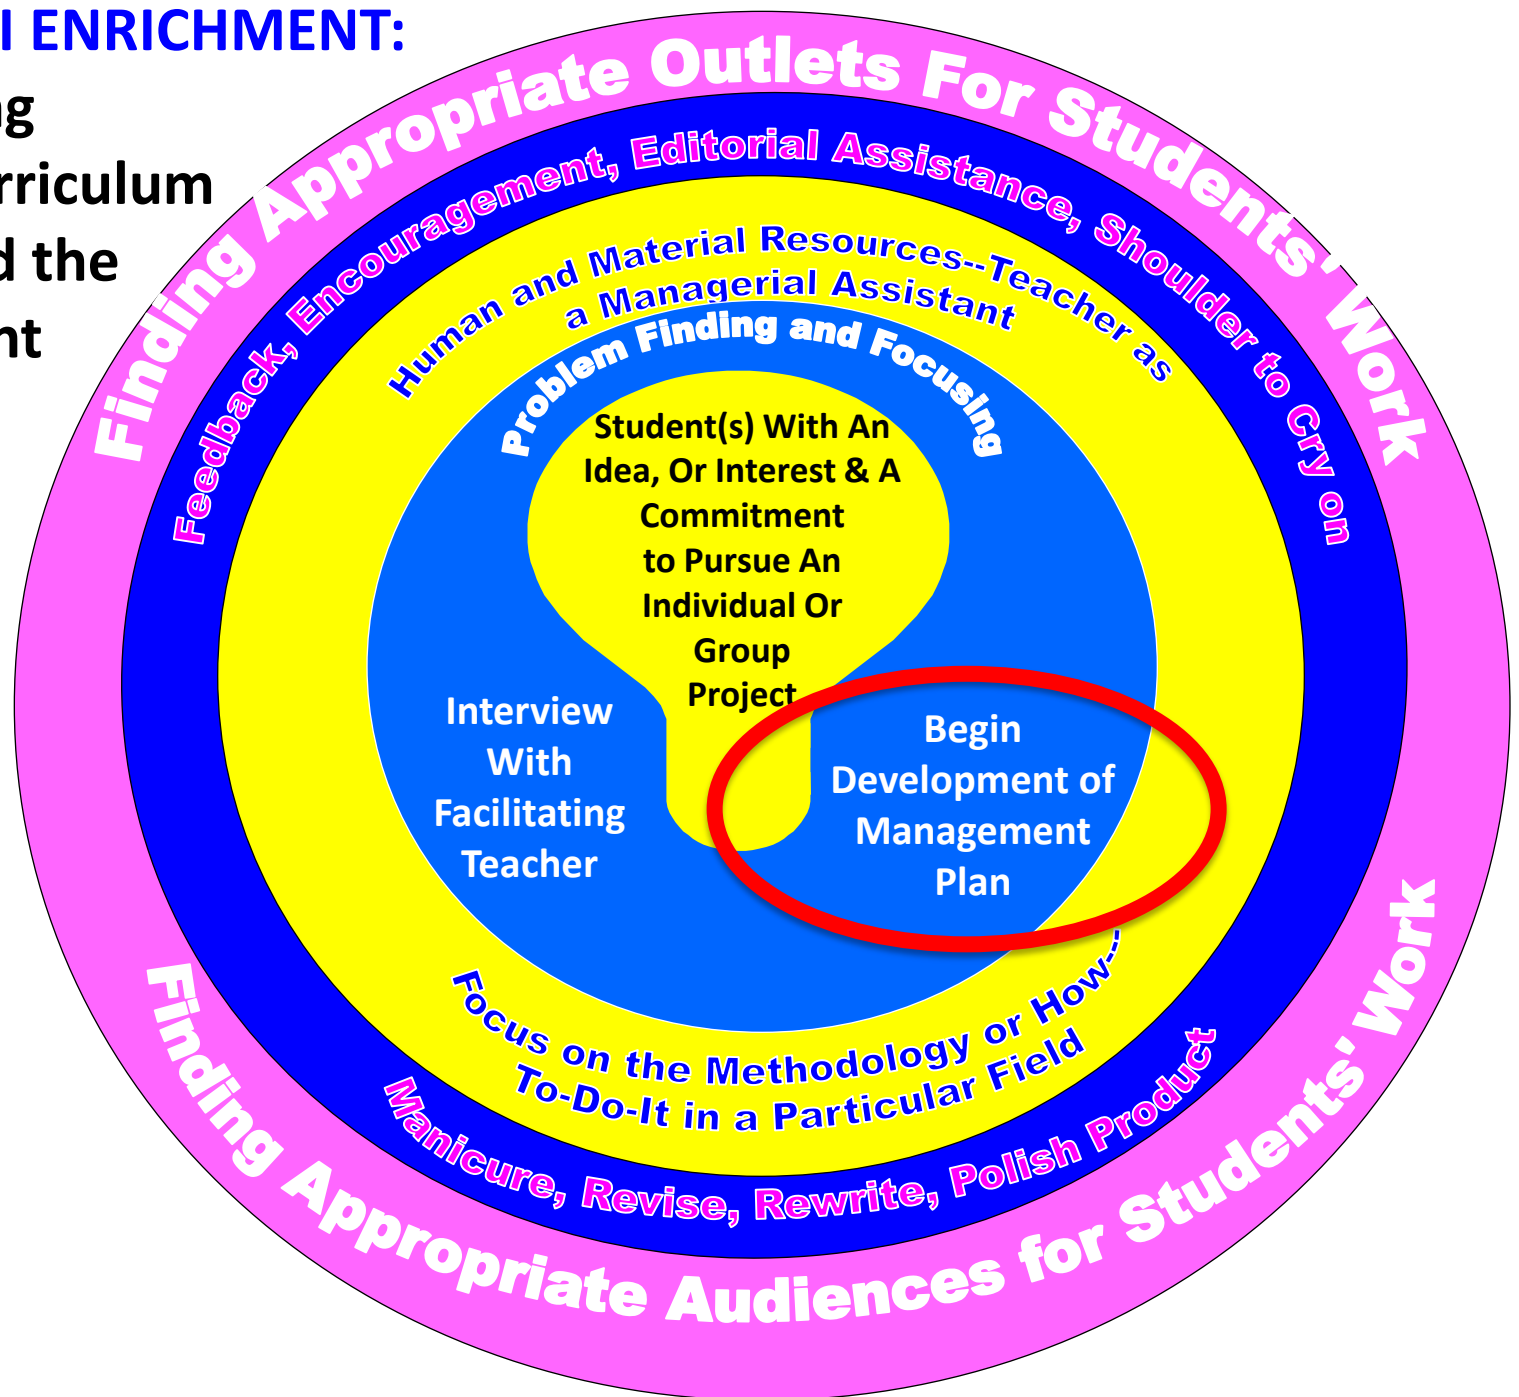 I ENRICHMENT:
ng
rriculum
d the
nt
Finding Appropriate Outlets For Students' Work
Feedback, Encouragement, Editorial Assistance, Shoulder to Cry on
Human and Material Resources--Teacher as
a Managerial Assistant
Problem Finding and Focusing
Student(s) With An
Idea, Or Interest & A
Commitment
to Pursue An
Individual Or
Group
Project
Interview
With
Facilitating
Teacher
Begin
Development of
Management
Plan
Focus on the Methodology or How---
To-Do-It in a Particular Field
Manicure, Revise, Rewrite, Polish Product
Finding Appropriate Audiences for Students' Work